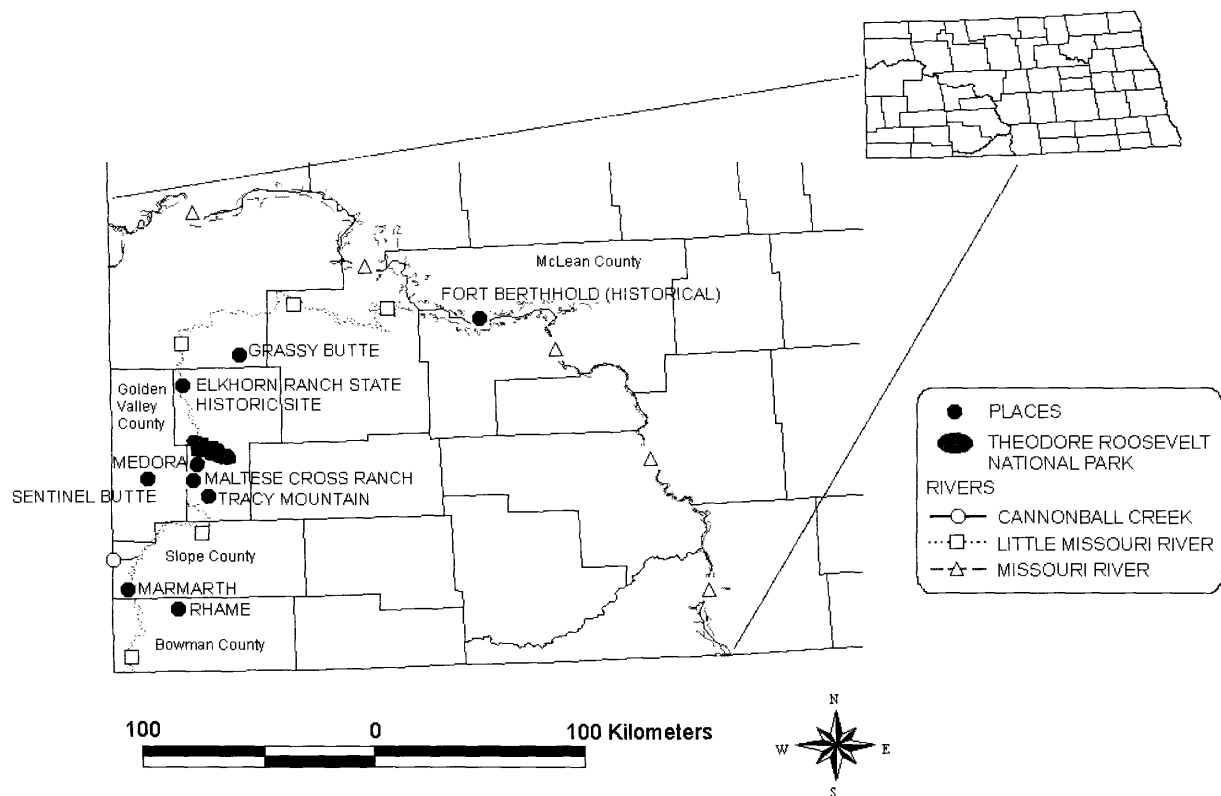 McLean County
FORT BERTHHOLD (HISTORICAL)
GRASSY BUTTE
Golden
Valley
County
ELKHORN RANCH STATE
HISTORIC SITE
MEDORA
MALTESE CROSS RANCH
SENTINEL BUTTE
TRACY MOUNTAIN
Slope County
MARMARTH
RHAME
Bowman County
PLACES
THEODORE ROOSEVELT
NATIONAL PARK
RIVERS
CANNONBALL CREEK
LITTLE MISSOURI RIVER
MISSOURI RIVER
100 0 100 Kilometers
N
W E
S